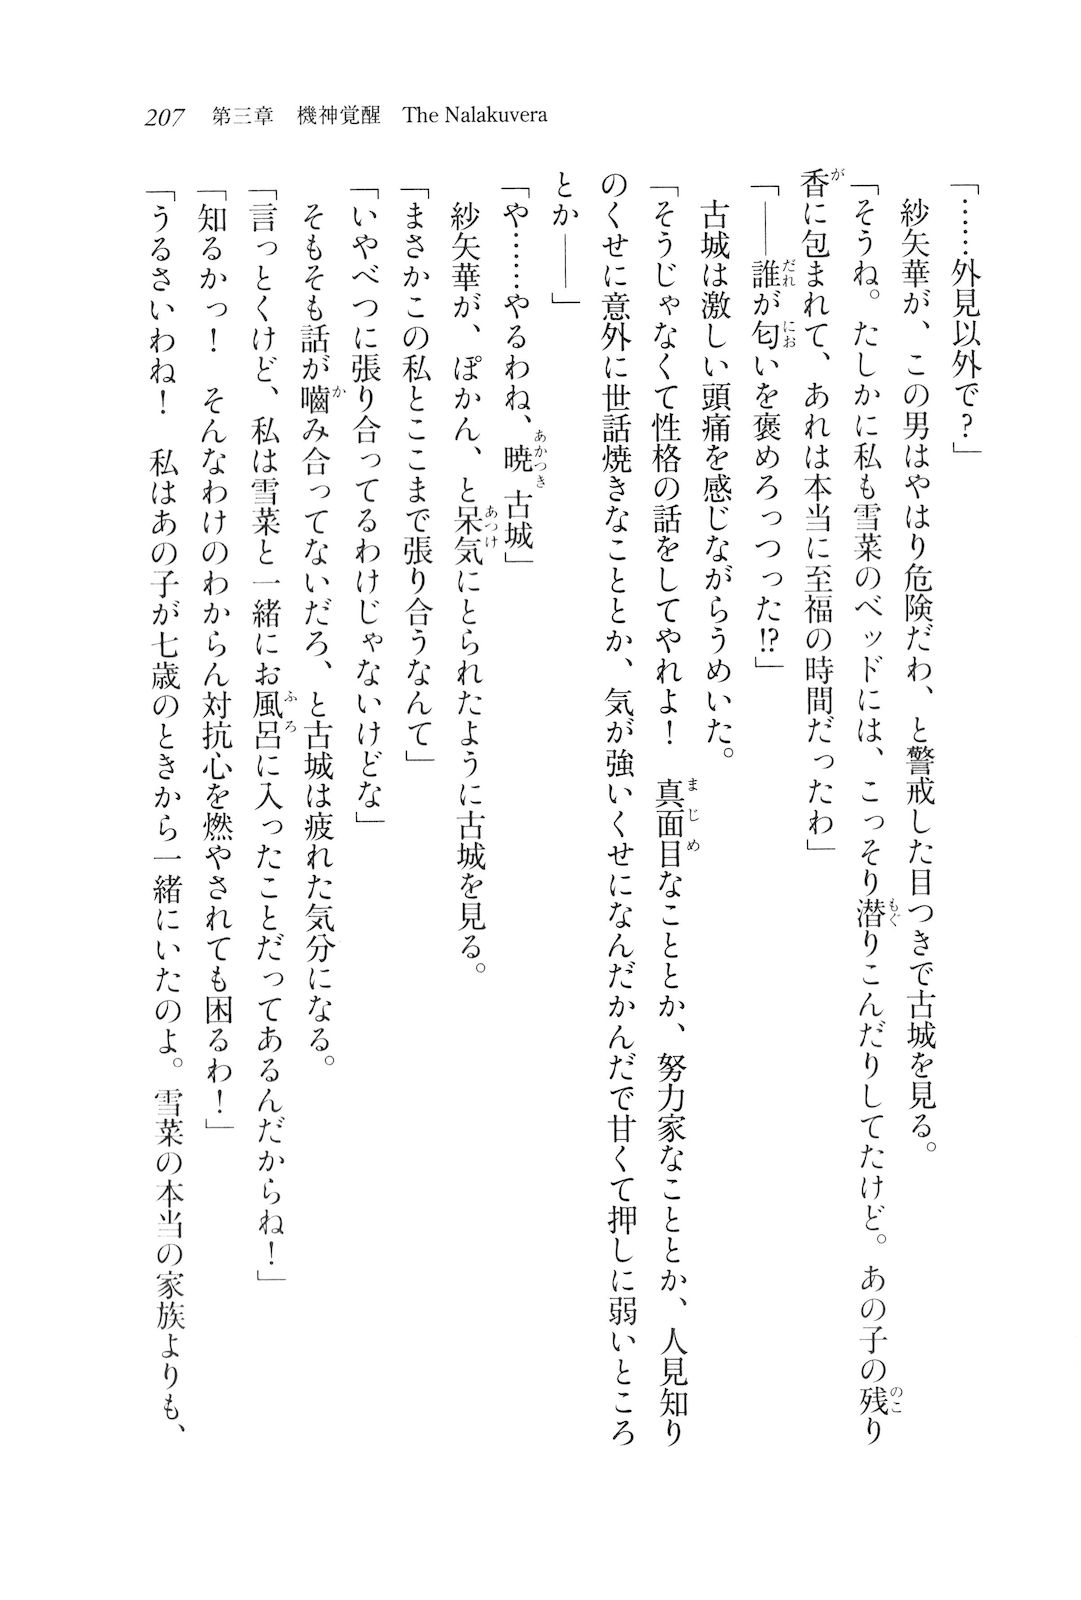 207 第三章　機神覚醒　The Nalakuvera
「……外見以外で？」
　紗矢華が、この男はやはり危険だわ、と警戒した目つきで古城を見る。
「そうね。たしかに私も雪菜のベッドには、こっそり潜りこんだりしてたけど。あの子の残り
香に包まれて、あれは本当に至福の時間だったわ」
「――誰が匂いを褒めろっつった!?」
　古城は激しい頭痛を感じながらうめいた。
「そうじゃなくて性格の話をしてやれよ！　真面目なこととか、努力家なこととか、人見知り
のくせに意外に世話焼きなこととか、気が強いくせになんだかんだで甘くて押しに弱いところ
とか――」
「や……やるわね、暁古城」
　紗矢華が、ぽかん、と呆気にとられたように古城を見る。
「まさかこの私とここまで張り合うなんて」
「いやべつに張り合ってるわけじゃないけどな」
　そもそも話が嚙み合ってないだろ、と古城は疲れた気分になる。
「言っとくけど、私は雪菜と一緒にお風呂に入ったことだってあるんだからね！」
「知るかっ！　そんなわけのわからん対抗心を燃やされても困るわ！」
「うるさいわね！　私はあの子が七歳のときから一緒にいたのよ。雪菜の本当の家族よりも、